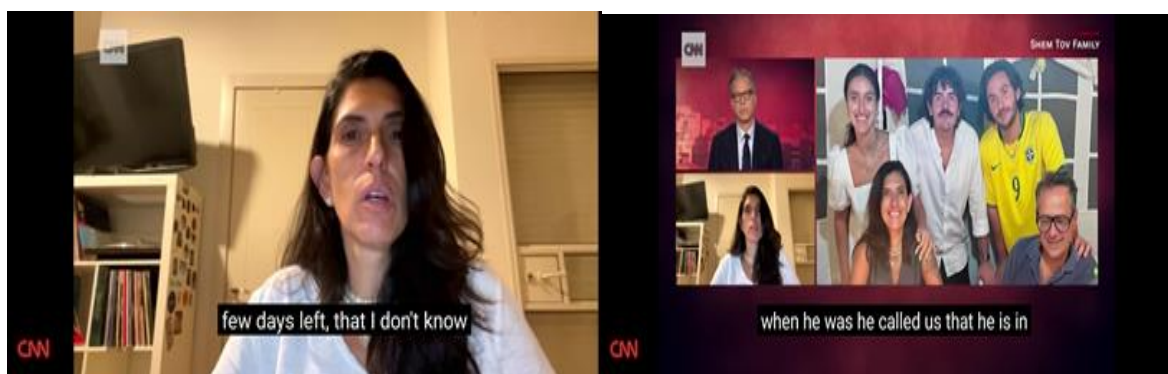 CNN
few days left, that I don't know
CNN
CNN
SHEM TOV FAMILY
9
when he was he called us that he is in
CNN